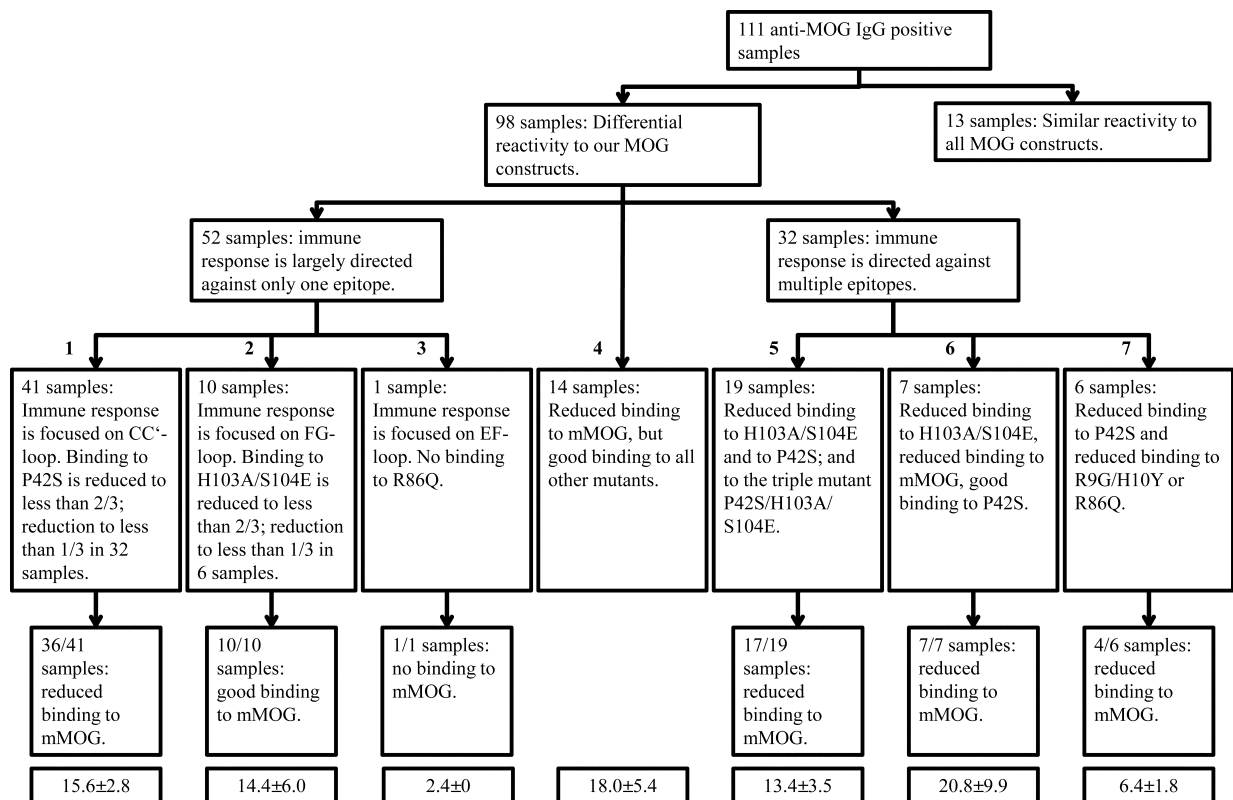 111 anti-MOG IgG positive
samples
98 samples: Differential
reactivity to our MOG
constructs.
13 samples: Similar reactivity to
all MOG constructs.
52 samples: immune
response is largely directed
against only one epitope.
32 samples: immune
response is directed against
multiple epitopes.
1
2
3
4
5
6
7
41 samples:
Immune response
is focused on CC‘-
loop. Binding to
P42S is reduced to
less than 2/3;
reduction to less
than 1/3 in 32
samples.
10 samples:
Immune response
is focused on FG-
loop. Binding to
H103A/S104E is
reduced to less
than 2/3; reduction
to less than 1/3 in
6 samples.
1 sample:
Immune response
is focused on EF-
loop. No binding
to R86Q.
14 samples:
Reduced binding
to mMOG, but
good binding to all
other mutants.
19 samples:
Reduced binding
to H103A/S104E
and to P42S; and
to the triple mutant
P42S/H103A/
S104E.
7 samples:
Reduced binding
to H103A/S104E,
reduced binding to
mMOG, good
binding to P42S.
6 samples:
Reduced binding
to P42S and
reduced binding to
R9G/H10Y or
R86Q.
36/41
samples:
reduced
binding to
mMOG.
10/10
samples:
good binding
to mMOG.
1/1 samples:
no binding to
mMOG.
17/19
samples:
reduced
binding to
mMOG.
7/7 samples:
reduced
binding to
mMOG.
4/6 samples:
reduced
binding to
mMOG.
15.6±2.8
14.4±6.0
2.4±0
18.0±5.4
13.4±3.5
20.8±9.9
6.4±1.8